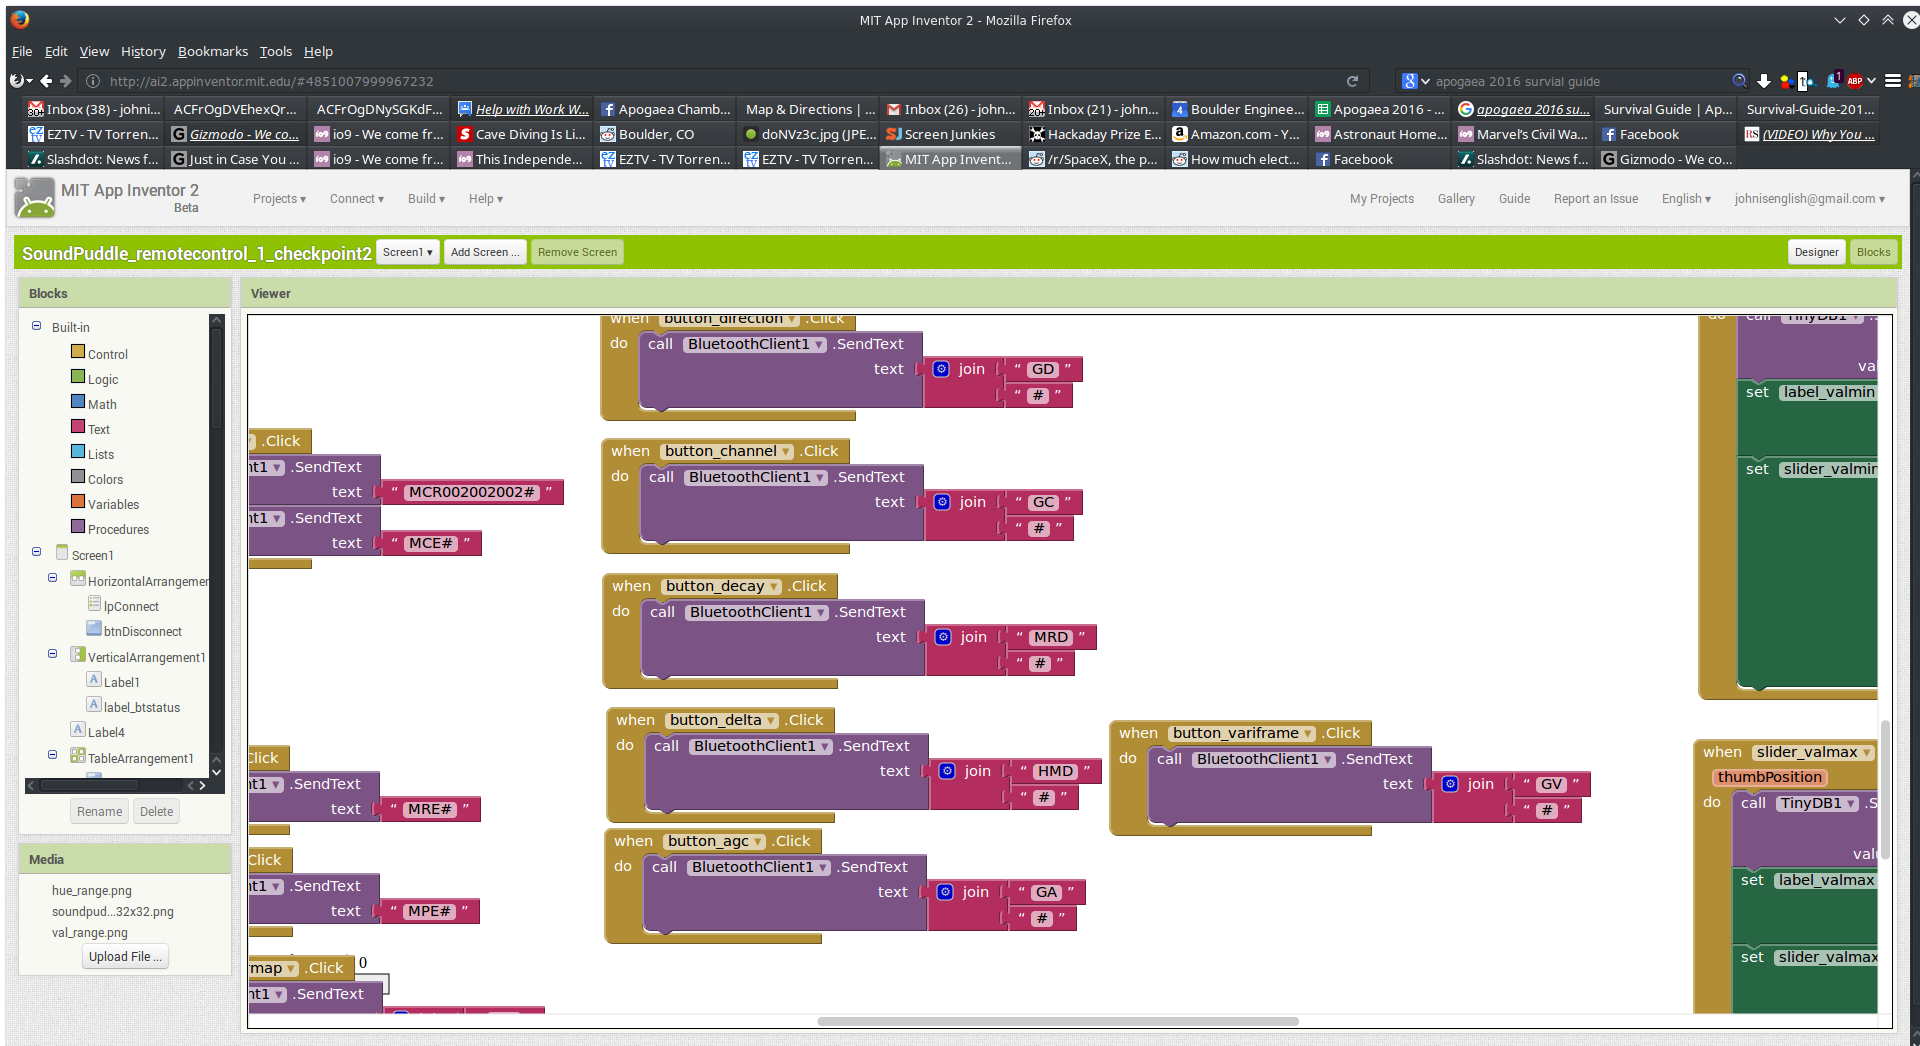 MIT App Inventor 2 - Mozilla Firefox
File Edit View History Bookmarks Tools Help
http://ai2.appinventor.mit.edu/#4851007999967232
apogaea 2016 survial guide
1 ABP
Inbox (38) - johni... ACFrOgDVEhexQr... ACFrOgDNySGKdF... Help with Work W... Apogaea Chamb... Map & Directions |... Inbox (26) - john... Inbox (21) - john... Boulder Enginee... Apogaea 2016 -... apogaea 2016 su... Survival Guide | Ap... Survival-Guide-201...
EZTV - TV Torren... Gizmodo - We co... io9 - We come fr... Cave Diving Is Li... Boulder, CO doNVz3c.jpg (JPE... Screen Junkies Hackaday Prize E... Amazon.com - Y... Astronaut Home... Marvel's Civil Wa... Facebook (VIDEO) Why You ...
Slashdot: News f... Just in Case You ... io9 - We come fr... This Independe... EZTV - TV Torren... EZTV - TV Torren... MIT App Invent... /r/SpaceX, the p... How much elect... Facebook Slashdot: News f... Gizmodo - We co...
MIT App Inventor 2
Beta
Projects Connect Build Help
My Projects Gallery Guide Report an Issue English johnisenglish@gmail.com
SoundPuddle_remotecontrol_1_checkpoint2 Screen1 Add Screen ... Remove Screen
Designer Blocks
Blocks
Built-in
Control
Logic
Math
Text
Lists
Colors
Variables
Procedures
Screen1
HorizontalArrangemer
lpConnect
btnDisconnect
VerticalArrangement1
Label1
label_btstatus
Label4
TableArrangement1
Rename Delete
Media
hue_range.png
soundpud...32x32.png
val_range.png
Upload File ...
Viewer
.Click
nt1 .SendText
text “ MCR002002002# ”
nt1 .SendText
text “ MCE# ”
Click
nt1 .SendText
text “ MRE# ”
Click
nt1 .SendText
text “ MPE# ”
0
map .Click
nt1 .SendText
when button_direction .Click
do call BluetoothClient1 .SendText
text join “ GD ”
“ # ”
when button_channel .Click
do call BluetoothClient1 .SendText
text join “ GC ”
“ # ”
when button_decay .Click
do call BluetoothClient1 .SendText
text join “ MRD ”
“ # ”
when button_delta .Click
do call BluetoothClient1 .SendText
text join “ HMD ”
“ # ”
when button_agc .Click
do call BluetoothClient1 .SendText
text join “ GA ”
“ # ”
when button_variframe .Click
do call BluetoothClient1 .SendText
text join “ GV ”
“ # ”
do call TinyDB1 .
val
set label_valmin
set slider_valmin
when slider_valmax
thumbPosition
do call TinyDB1 .S
valu
set label_valmax
set slider_valmax